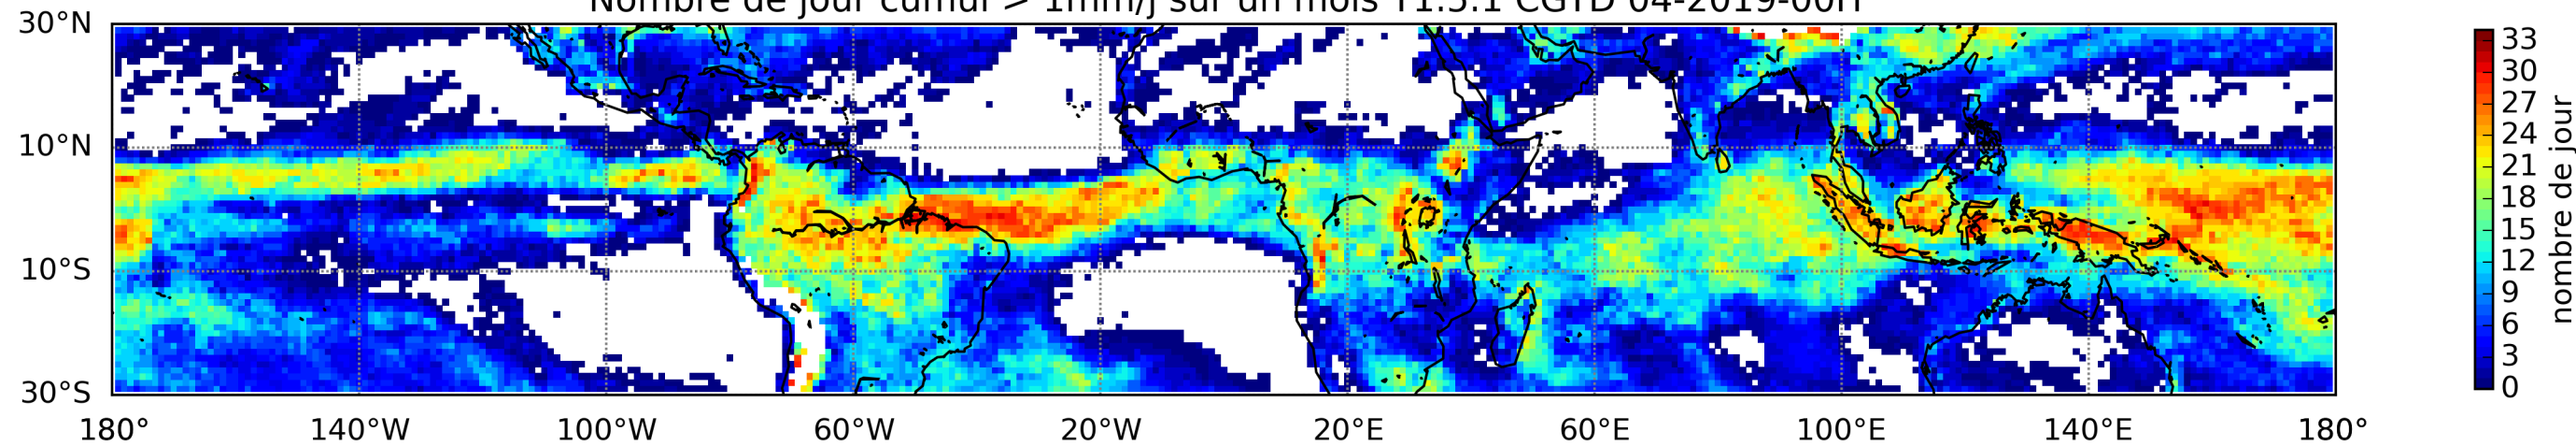 Nombre de jour cumul > 1mm/j sur un mois T1.5.1 CGTD 04-2019-00H
30°N
10°N
10°S
30°S
180° 140°W 100°W 60°W 20°W 20°E 60°E 100°E 140°E 180°
33
30
27
24
21
18
15
12
9
6
3
0
nombre de jour